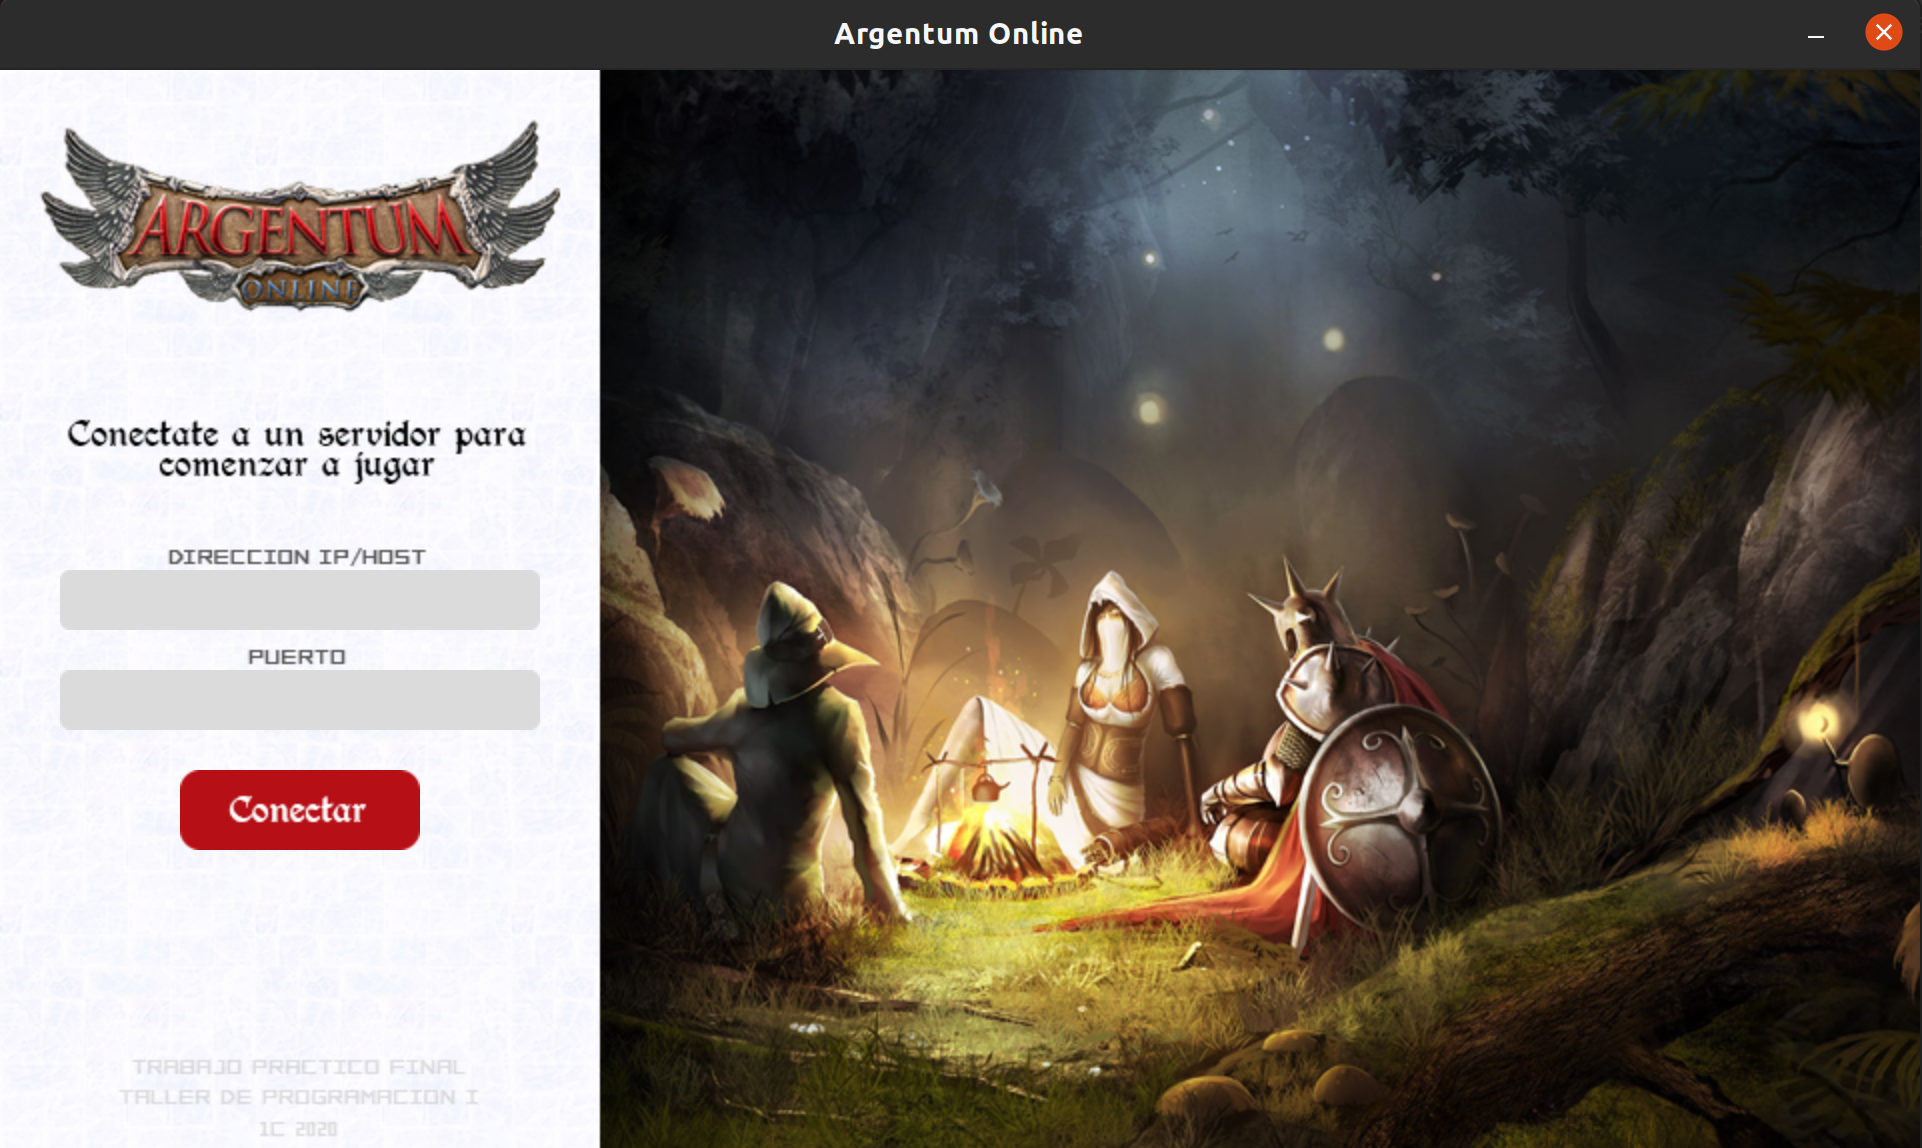 Argentum Online
ARGENTUM
ONLINE
Conectate a un servidor para
comenzar a jugar
DIRECCION IP/HOST
PUERTO
Conectar
TRABAJO PRACTICO FINAL
TALLER DE PROGRAMACION I
1C 2020